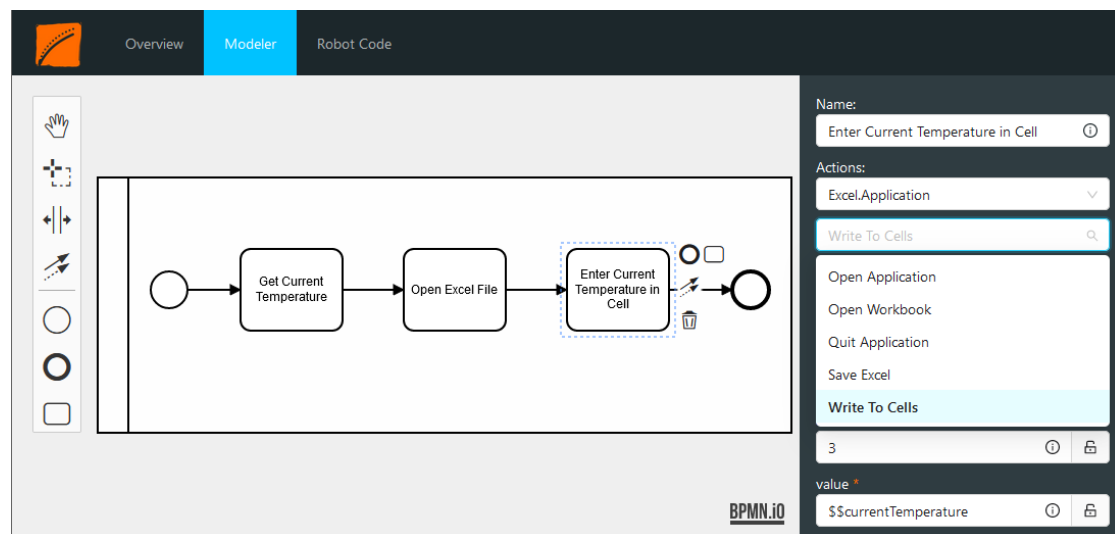 Overview
Modeler
Robot Code
Name:
Enter Current Temperature in Cell
Actions:
Excel.Application
Write To Cells
Open Application
Open Workbook
Quit Application
Save Excel
Write To Cells
3
value *
$$currentTemperature
Get Current
Temperature
Open Excel File
Enter Current
Temperature in
Cell
BPMN.iO